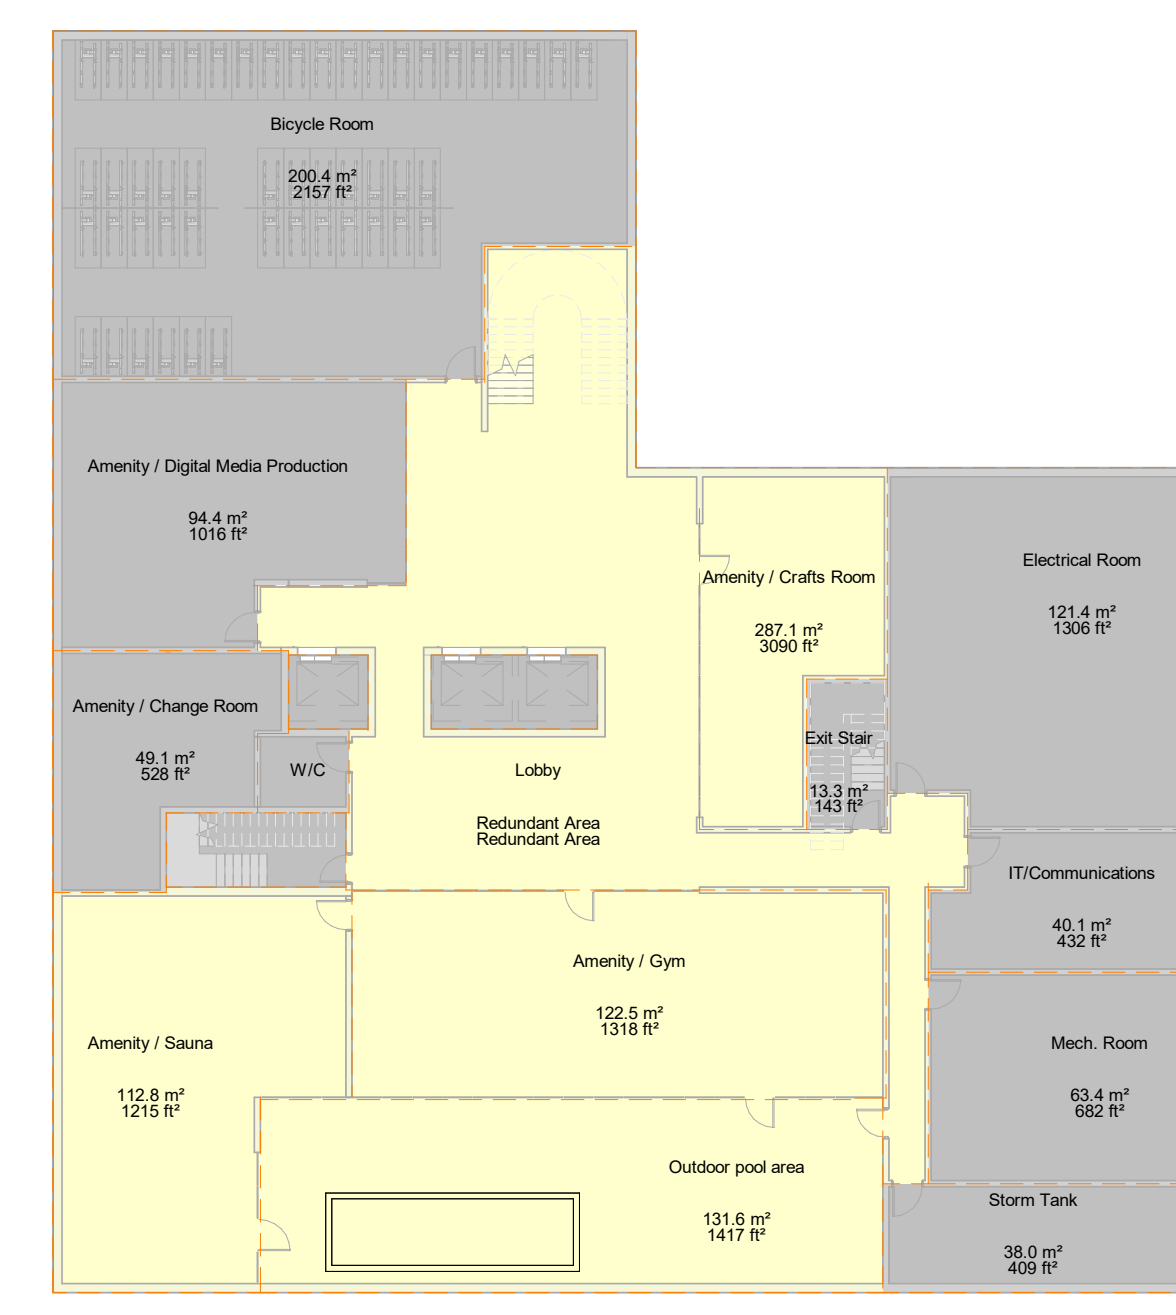 Bicycle Room
200.4 m²
2157 ft²
Amenity / Digital Media Production
94.4 m²
1016 ft²
Electrical Room
121.4 m²
1306 ft²
Amenity / Crafts Room
287.1 m²
3090 ft²
Amenity / Change Room
49.1 m²
528 ft²
W/C
Lobby
Redundant Area
Redundant Area
Exit Stair
13.3 m²
143 ft²
IT/Communications
40.1 m²
432 ft²
Amenity / Gym
122.5 m²
1318 ft²
Amenity / Sauna
112.8 m²
1215 ft²
Mech. Room
63.4 m²
682 ft²
Outdoor pool area
131.6 m²
1417 ft²
Storm Tank
38.0 m²
409 ft²